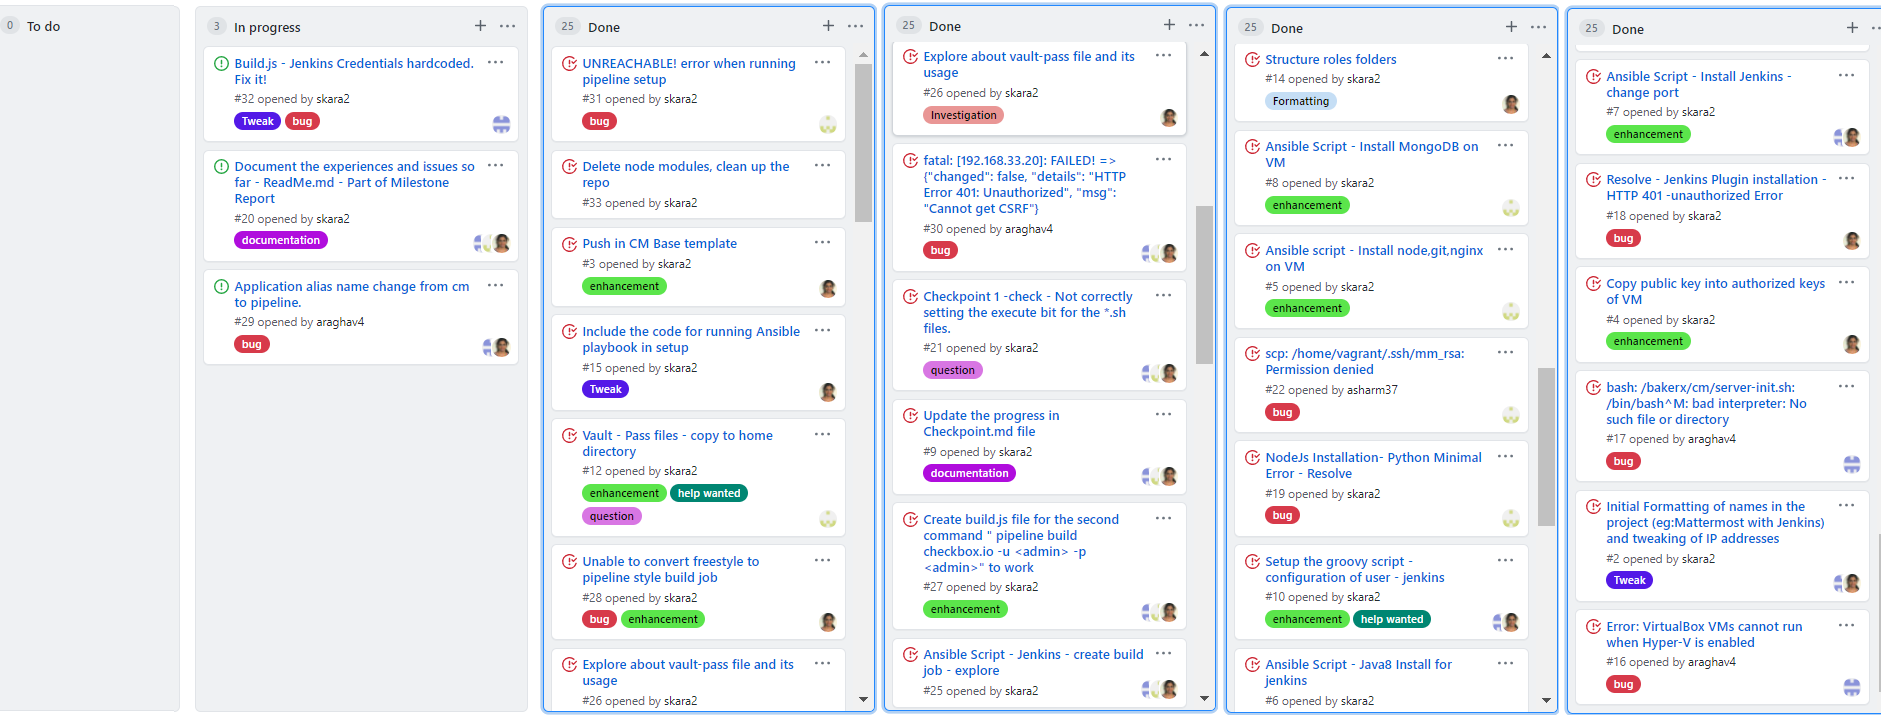 0 To do
3 In progress
Build.js - Jenkins Credentials hardcoded.
Fix it!
#32 opened by skara2
Tweak bug
Document the experiences and issues so
far - ReadMe.md - Part of Milestone
Report
#20 opened by skara2
documentation
Application alias name change from cm
to pipeline.
#29 opened by araghav4
bug
25 Done
UNREACHABLE! error when running
pipeline setup
#31 opened by skara2
bug
Delete node modules, clean up the
repo
#33 opened by skara2
Push in CM Base template
#3 opened by skara2
enhancement
Include the code for running Ansible
playbook in setup
#15 opened by skara2
Tweak
Vault - Pass files - copy to home
directory
#12 opened by skara2
enhancement help wanted
question
Unable to convert freestyle to
pipeline style build job
#28 opened by skara2
bug enhancement
Explore about vault-pass file and its
usage
#26 opened by skara2
25 Done
Explore about vault-pass file and its
usage
#26 opened by skara2
Investigation
fatal: [192.168.33.20]: FAILED! =>
{"changed": false, "details": "HTTP
Error 401: Unauthorized", "msg":
"Cannot get CSRF"}
#30 opened by araghav4
bug
Checkpoint 1 -check - Not correctly
setting the execute bit for the *.sh
files.
#21 opened by skara2
question
Update the progress in
Checkpoint.md file
#9 opened by skara2
documentation
Create build.js file for the second
command " pipeline build
checkbox.io -u <admin> -p
<admin>" to work
#27 opened by skara2
enhancement
Ansible Script - Jenkins - create build
job - explore
#25 opened by skara2
25 Done
Structure roles folders
#14 opened by skara2
Formatting
Ansible Script - Install MongoDB on
VM
#8 opened by skara2
enhancement
Ansible script - Install node,git,nginx
on VM
#5 opened by skara2
enhancement
scp: /home/vagrant/.ssh/mm_rsa:
Permission denied
#22 opened by asharm37
bug
NodeJs Installation- Python Minimal
Error - Resolve
#19 opened by skara2
bug
Setup the groovy script -
configuration of user - jenkins
#10 opened by skara2
enhancement help wanted
Ansible Script - Java8 Install for
jenkins
#6 opened by skara2
25 Done
Ansible Script - Install Jenkins -
change port
#7 opened by skara2
enhancement
Resolve - Jenkins Plugin installation -
HTTP 401 -unauthorized Error
#18 opened by skara2
bug
Copy public key into authorized keys
of VM
#4 opened by skara2
enhancement
bash: /bakerx/cm/server-init.sh:
/bin/bash^M: bad interpreter: No
such file or directory
#17 opened by araghav4
bug
Initial Formatting of names in the
project (eg:Mattermost with Jenkins)
and tweaking of IP addresses
#2 opened by skara2
Tweak
Error: VirtualBox VMs cannot run
when Hyper-V is enabled
#16 opened by araghav4
bug